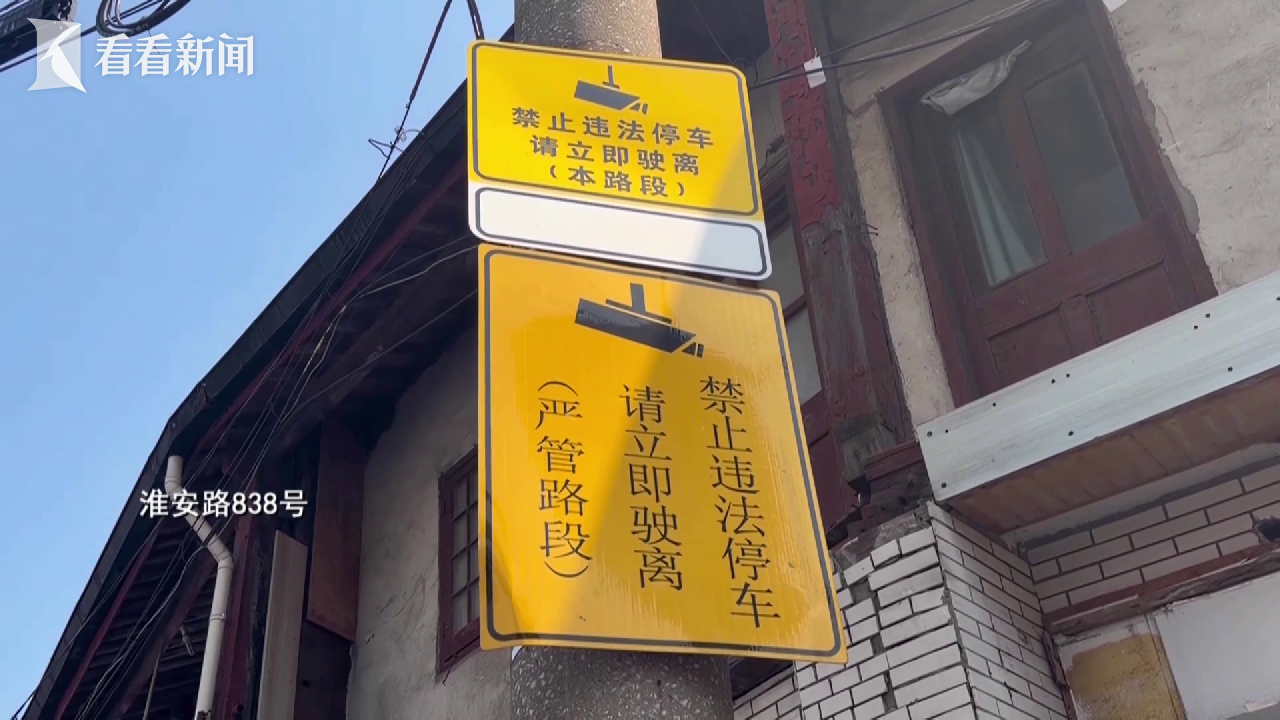 看看新闻
禁止违法停车
请立即驶离
（本路段）
禁止违法停车
请立即驶离
（严管路段）
淮安路838号